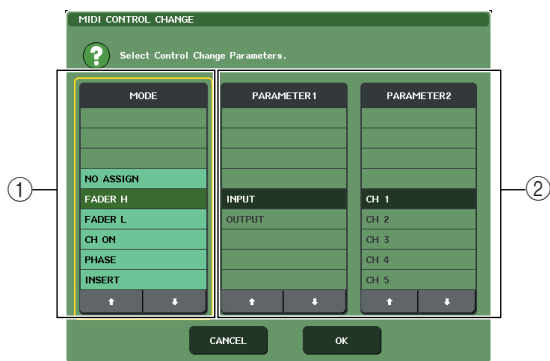 MIDI CONTROL CHANGE
?
Select Control Change Parameters.
MODE
PARAMETER1
PARAMETER2
NO ASSIGN
FADER H
INPUT
CH 1
FADER L
OUTPUT
CH 2
CH ON
CH 3
PHASE
CH 4
INSERT
CH 5
1
2
CANCEL
OK